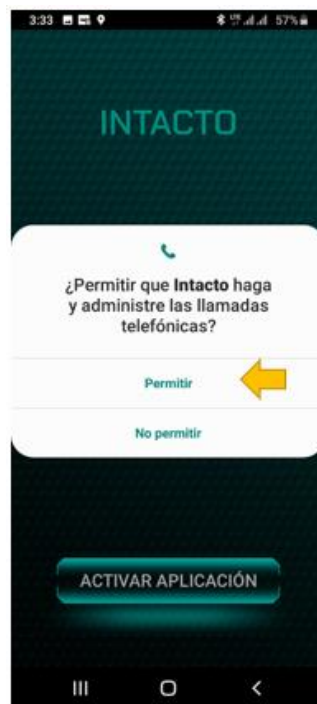 3:33 57%
INTACTO
¿Permitir que Intacto haga
y administre las llamadas
telefónicas?
Permitir
No permitir
ACTIVAR APLICACIÓN